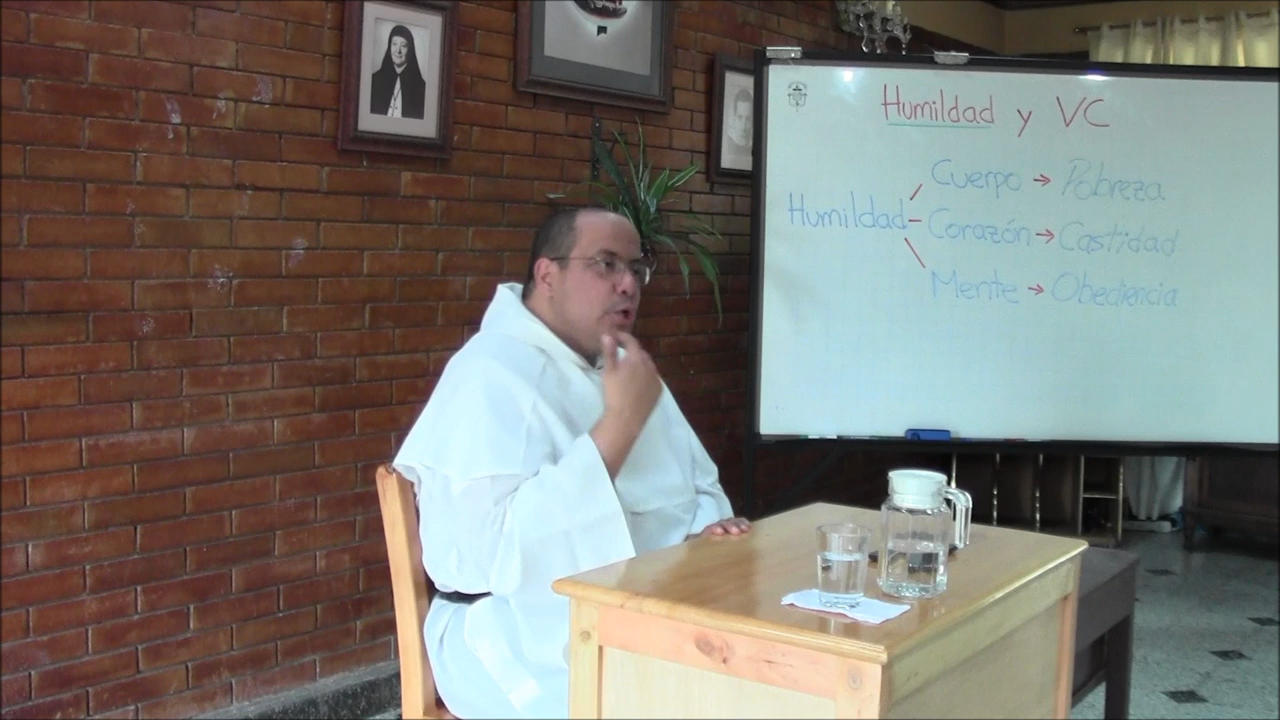 Humildad y VC
Cuerpo → Pobreza
Humildad - Corazón → Castidad
Mente → Obediencia